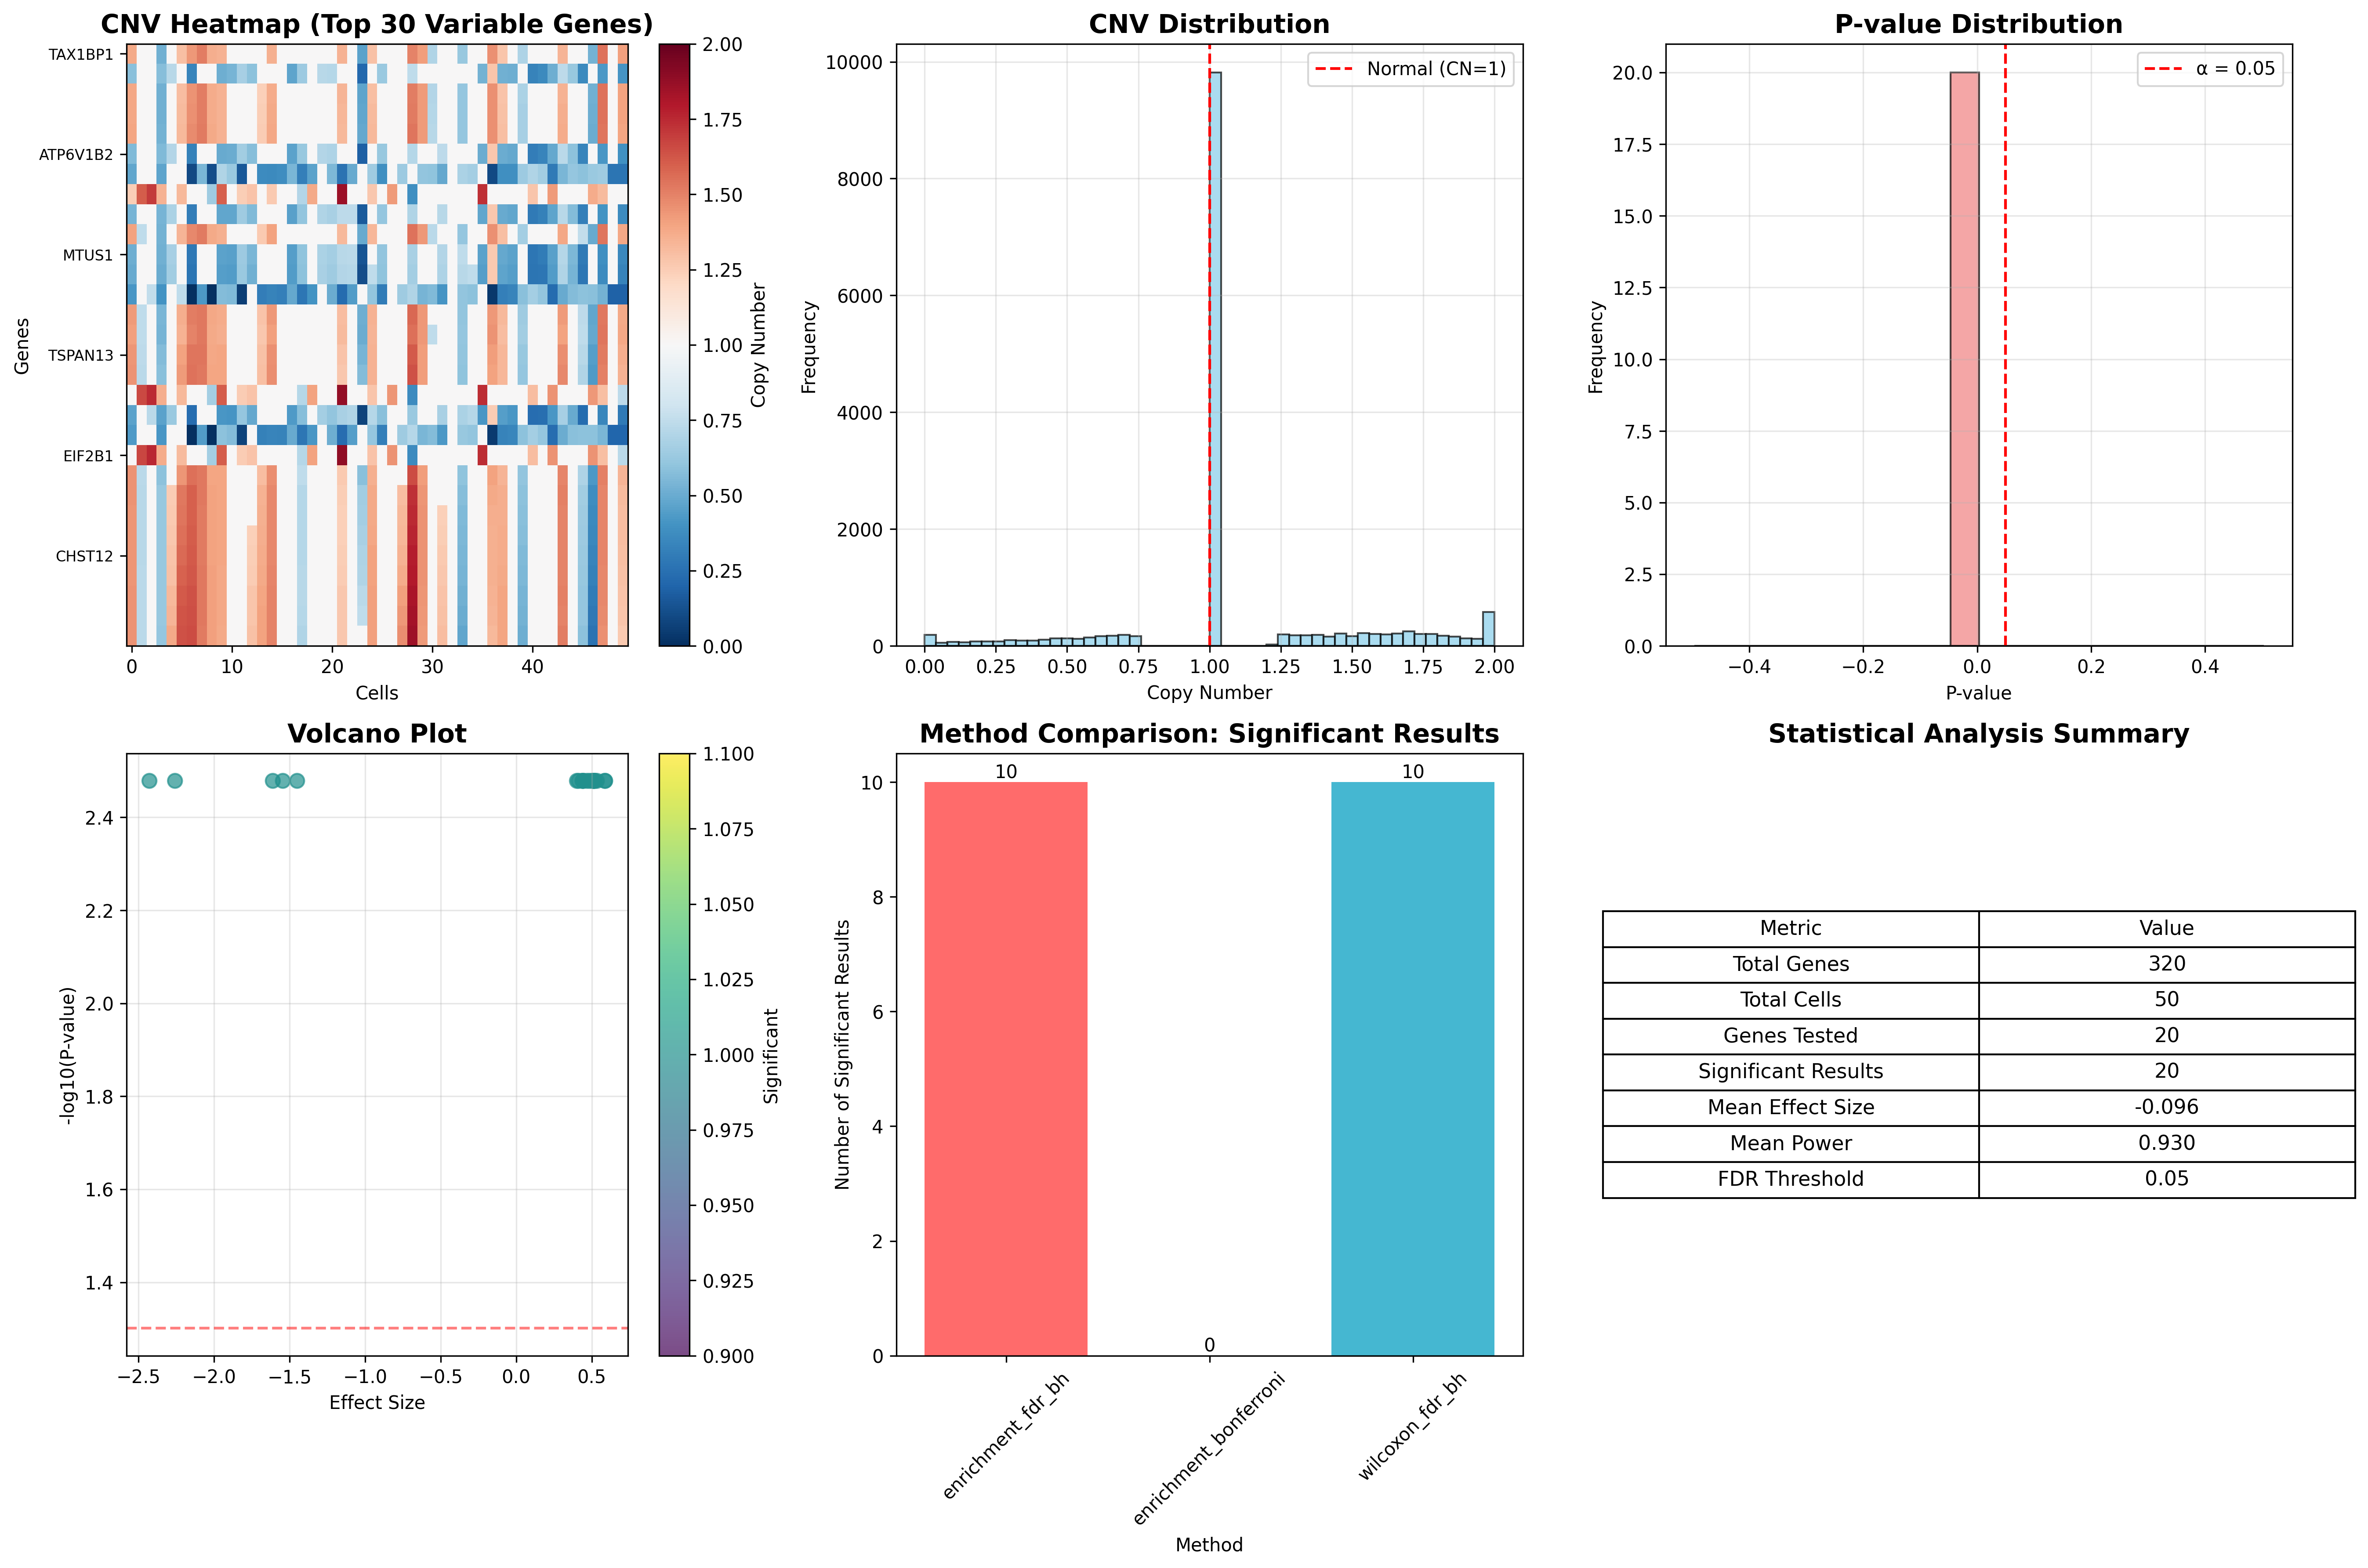 CNV Heatmap (Top 30 Variable Genes)
TAX1BP1
ATP6V1B2
MTUS1
TSPAN13
EIF2B1
CHST12
Genes
0
10
20
30
40
Cells
2.00
1.75
1.50
1.25
1.00
0.75
0.50
0.25
0.00
Copy Number
CNV Distribution
Normal (CN=1)
10000
8000
6000
4000
2000
0
Frequency
0.00
0.25
0.50
0.75
1.00
1.25
1.50
1.75
2.00
Copy Number
P-value Distribution
α = 0.05
20.0
17.5
15.0
12.5
10.0
7.5
5.0
2.5
0.0
Frequency
−0.4
−0.2
0.0
0.2
0.4
P-value
Volcano Plot
2.4
2.2
2.0
1.8
1.6
1.4
-log10(P-value)
−2.5
−2.0
−1.5
−1.0
−0.5
0.0
0.5
Effect Size
1.100
1.075
1.050
1.025
1.000
0.975
0.950
0.925
0.900
Significant
Method Comparison: Significant Results
10
0
10
10
8
6
4
2
0
Number of Significant Results
enrichment_fdr_bh
enrichment_bonferroni
wilcoxon_fdr_bh
Method
Statistical Analysis Summary
Metric Value
Total Genes 320
Total Cells 50
Genes Tested 20
Significant Results 20
Mean Effect Size -0.096
Mean Power 0.930
FDR Threshold 0.05